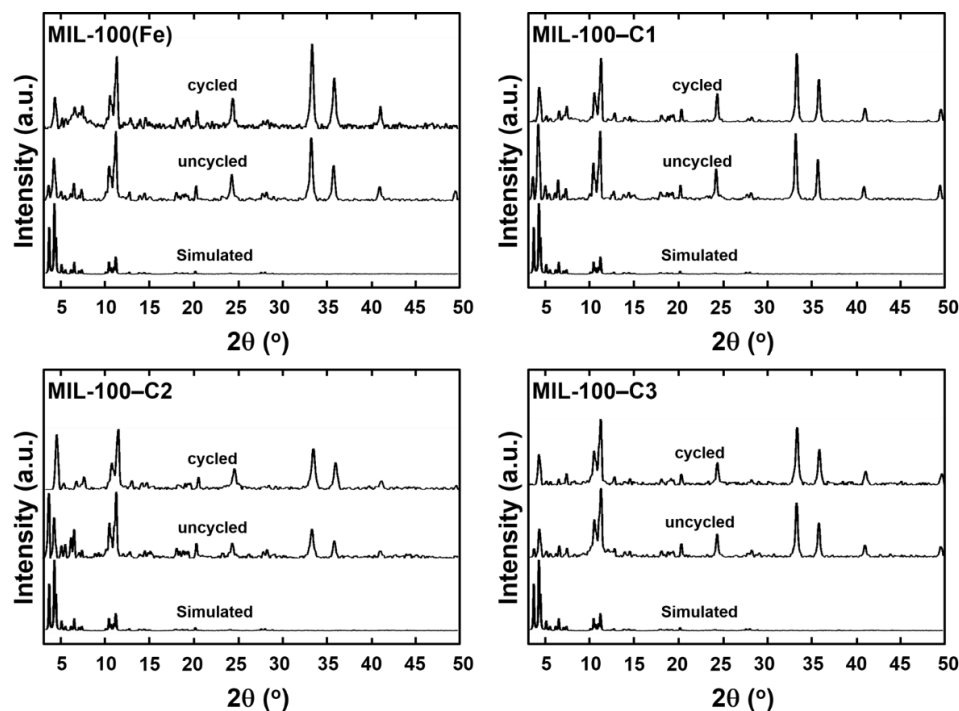 MIL-100(Fe)
cycled
uncycled
Simulated
Intensity (a.u.)
5 10 15 20 25 30 35 40 45 50
2θ (°)
MIL-100–C1
cycled
uncycled
Simulated
Intensity (a.u.)
5 10 15 20 25 30 35 40 45 50
2θ (°)
MIL-100–C2
cycled
uncycled
Simulated
Intensity (a.u.)
5 10 15 20 25 30 35 40 45 50
2θ (°)
MIL-100–C3
cycled
uncycled
Simulated
Intensity (a.u.)
5 10 15 20 25 30 35 40 45 50
2θ (°)